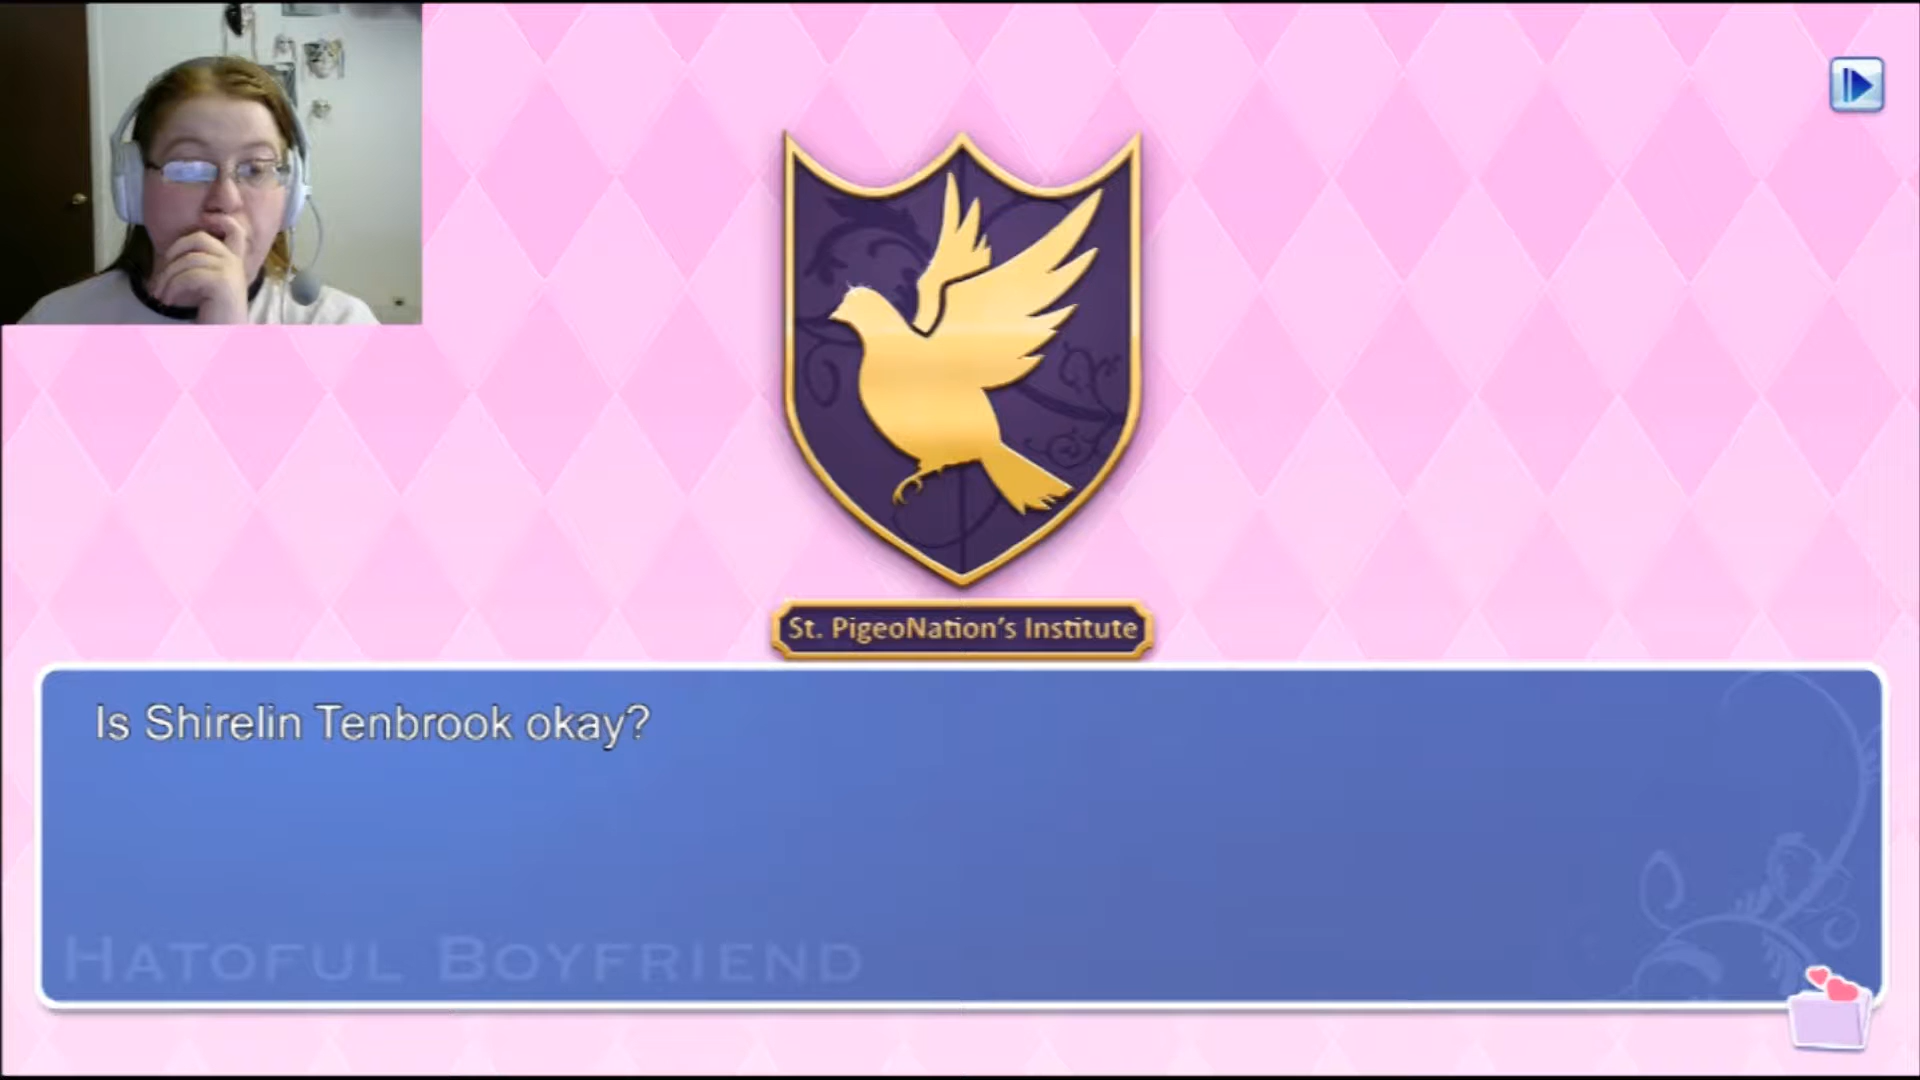 St. PigeoNation's Institute
Is Shirelin Tenbrook okay?
HATOFUL BOYFRIEND